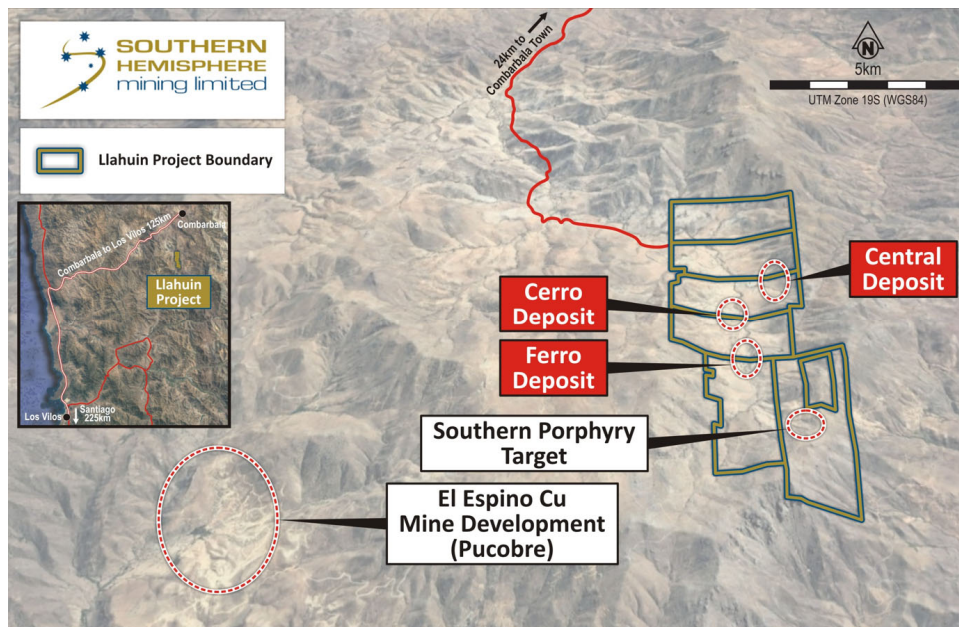 SOUTHERN
HEMISPHERE
mining limited
Llahuin Project Boundary
24km to
Combarbala Town
N
5km
UTM Zone 19S (WGS84)
Combarbala to Los Vilos 125km
Combarbala
Llahuin
Project
Los Vilos
Santiago
225km
Central
Deposit
Cerro
Deposit
Ferro
Deposit
Southern Porphyry
Target
El Espino Cu
Mine Development
(Pucobre)